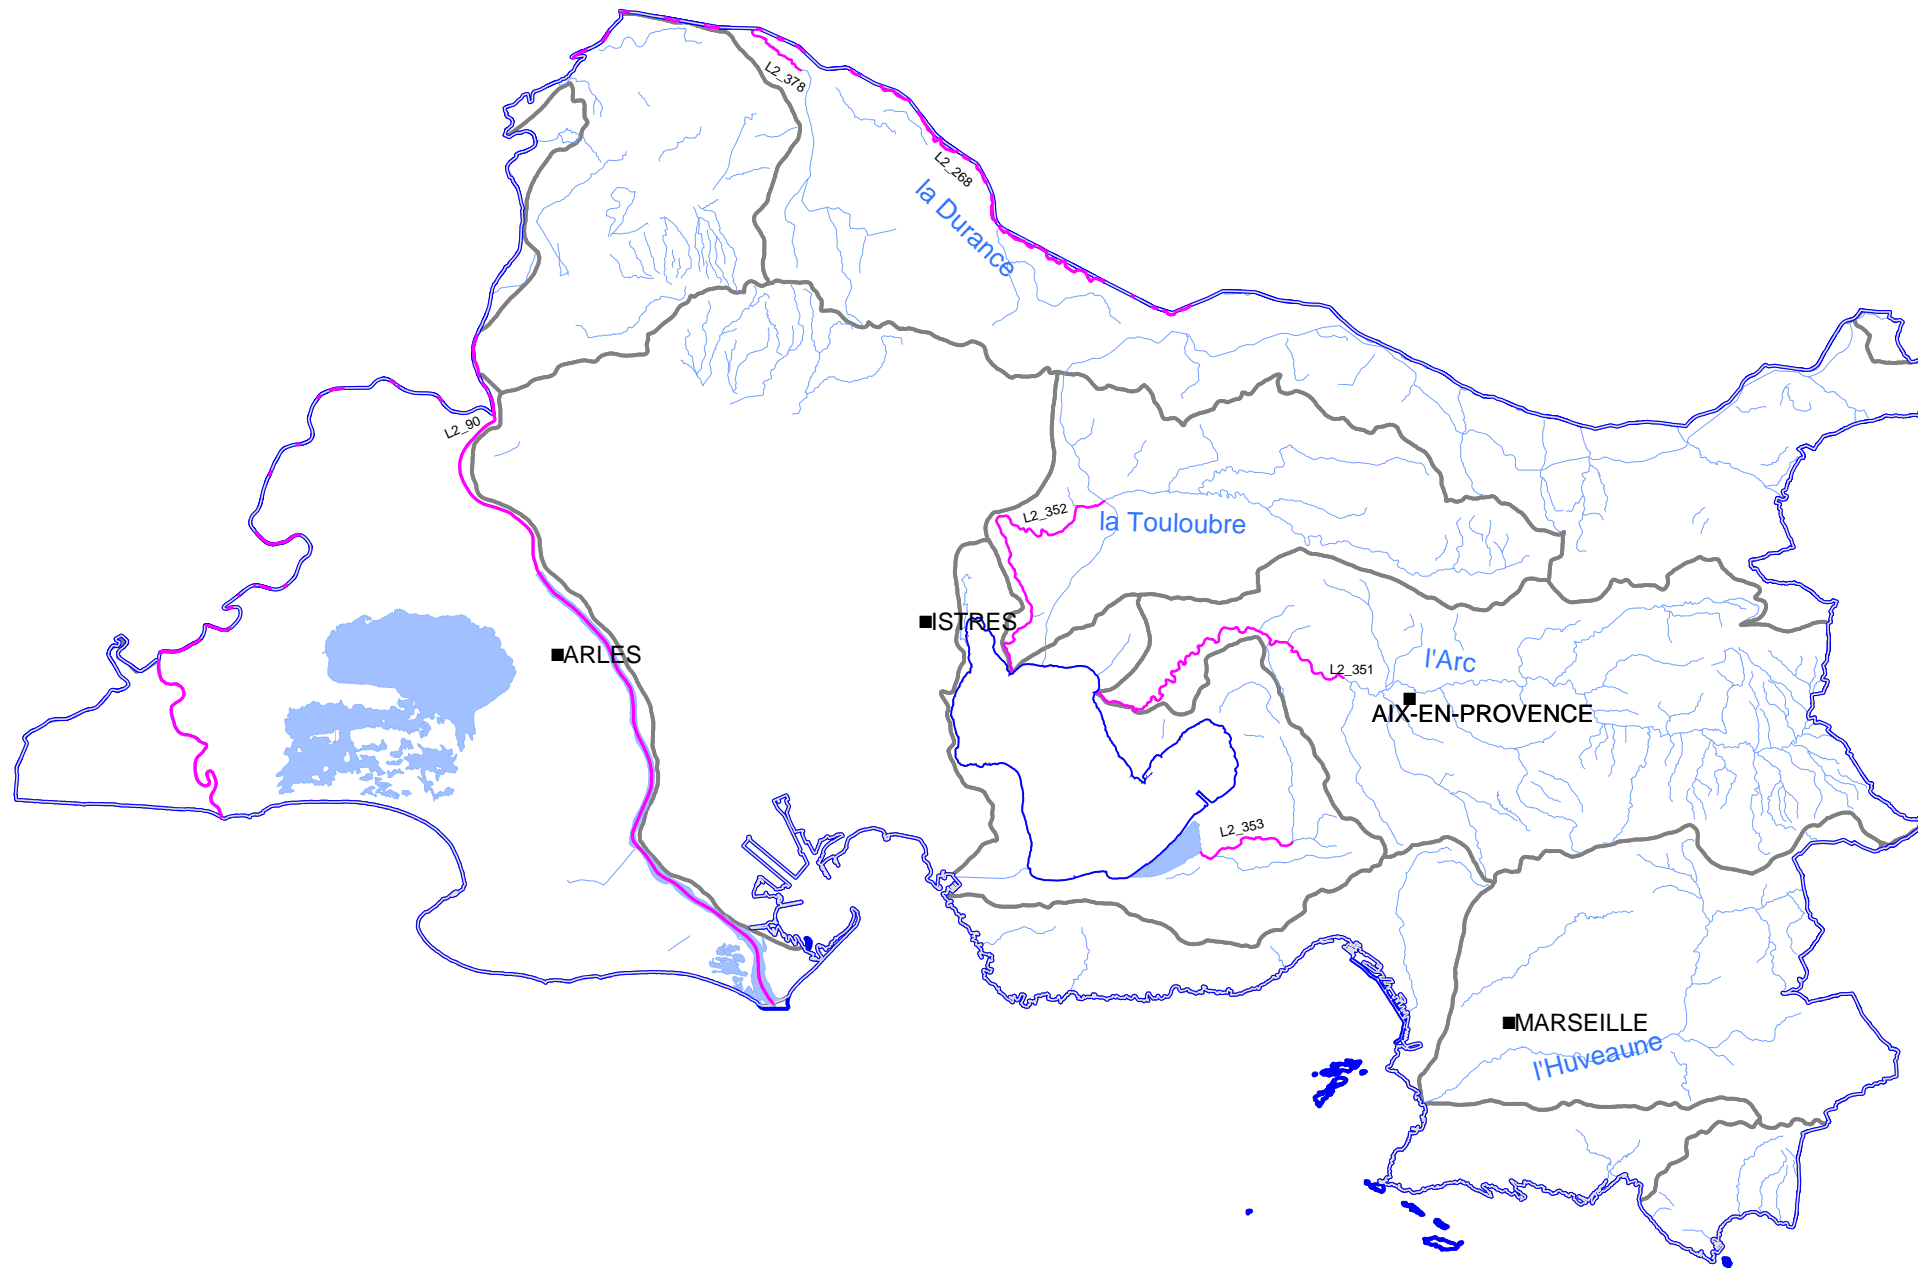 L2_378
L2_268
la Durance
L2_90
L2_352
la Touloubre
ISTRES
ARLES
l'Arc
L2_351
AIX-EN-PROVENCE
L2_353
MARSEILLE
l'Huveaune